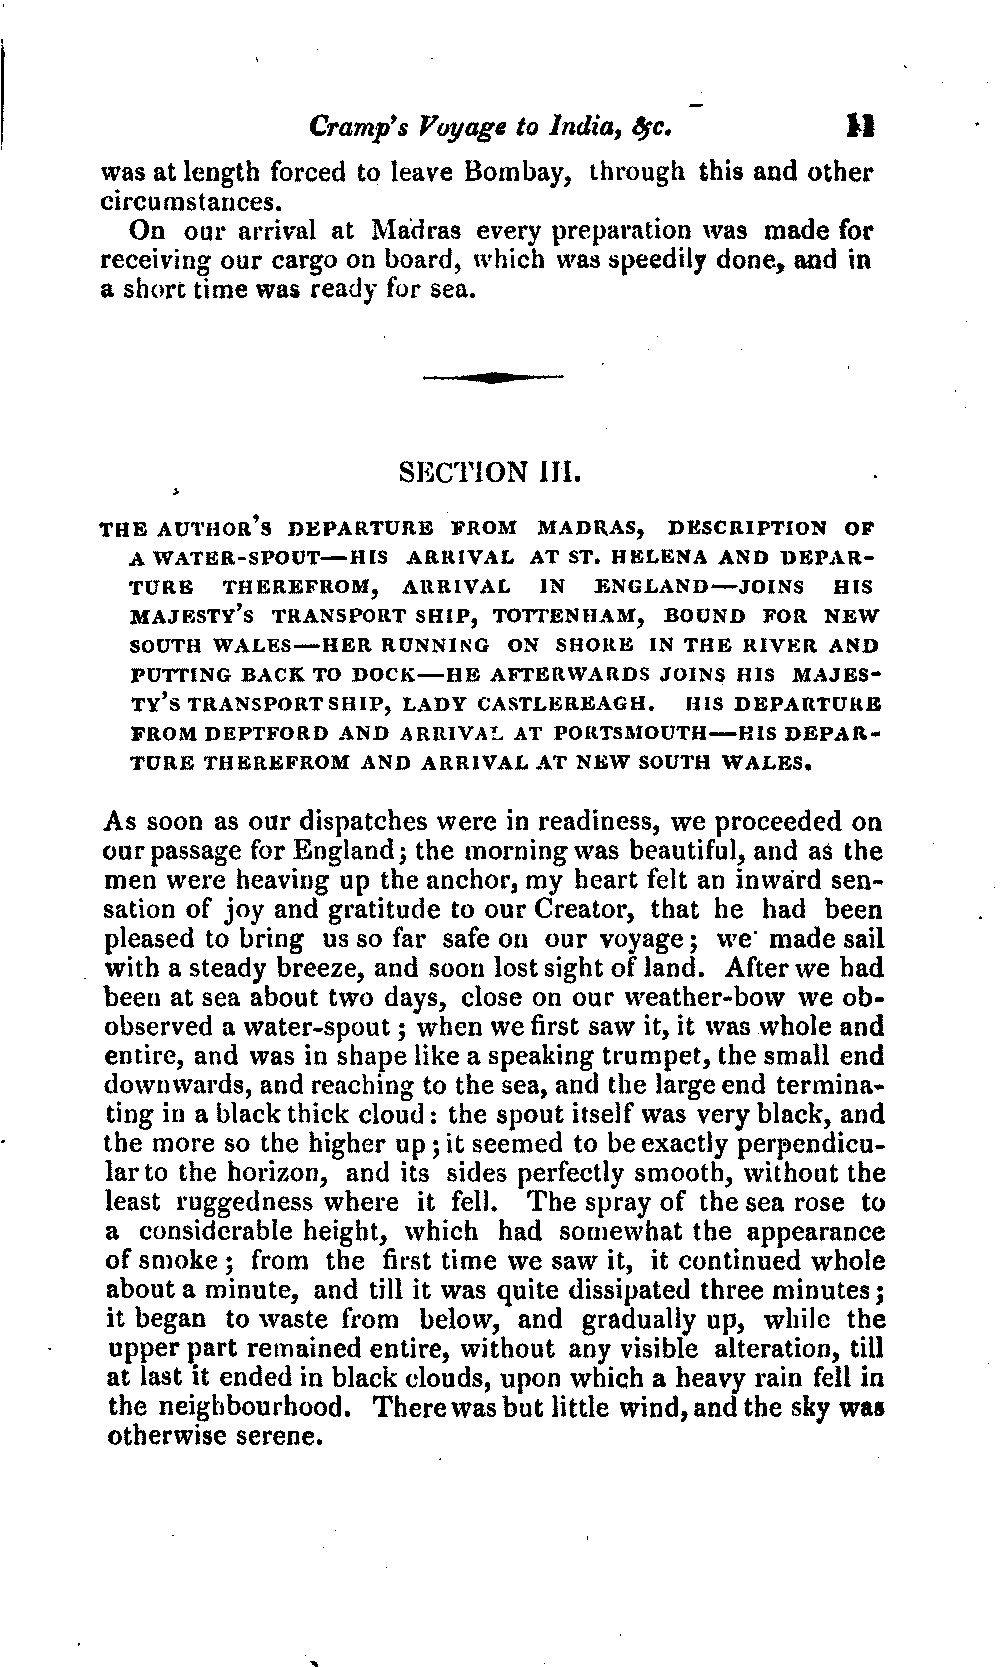 Cramp's Voyage to India, &c. 11
was at length forced to leave Bombay, through this and other
circumstances.
On our arrival at Madras every preparation was made for
receiving our cargo on board, which was speedily done, and in
a short time was ready for sea.
SECTION III.
THE AUTHOR'S DEPARTURE FROM MADRAS, DESCRIPTION OF
A WATER-SPOUT—HIS ARRIVAL AT ST. HELENA AND DEPAR-
TURE THEREFROM, ARRIVAL IN ENGLAND—JOINS HIS
MAJESTY'S TRANSPORT SHIP, TOTTENHAM, BOUND FOR NEW
SOUTH WALES—HER RUNNING ON SHORE IN THE RIVER AND
PUTTING BACK TO DOCK—HE AFTERWARDS JOINS HIS MAJES-
TY'S TRANSPORT SHIP, LADY CASTLEREAGH. HIS DEPARTURE
FROM DEPTFORD AND ARRIVAL AT PORTSMOUTH—HIS DEPAR-
TURE THEREFROM AND ARRIVAL AT NEW SOUTH WALES.
As soon as our dispatches were in readiness, we proceeded on
our passage for England; the morning was beautiful, and as the
men were heaving up the anchor, my heart felt an inward sen-
sation of joy and gratitude to our Creator, that he had been
pleased to bring us so far safe on our voyage; we made sail
with a steady breeze, and soon lost sight of land. After we had
been at sea about two days, close on our weather-bow we ob-
observed a water-spout; when we first saw it, it was whole and
entire, and was in shape like a speaking trumpet, the small end
downwards, and reaching to the sea, and the large end termina-
ting in a black thick cloud: the spout itself was very black, and
the more so the higher up; it seemed to be exactly perpendicu-
lar to the horizon, and its sides perfectly smooth, without the
least ruggedness where it fell. The spray of the sea rose to
a considerable height, which had somewhat the appearance
of smoke; from the first time we saw it, it continued whole
about a minute, and till it was quite dissipated three minutes;
it began to waste from below, and gradually up, while the
upper part remained entire, without any visible alteration, till
at last it ended in black clouds, upon which a heavy rain fell in
the neighbourhood. There was but little wind, and the sky was
otherwise serene.